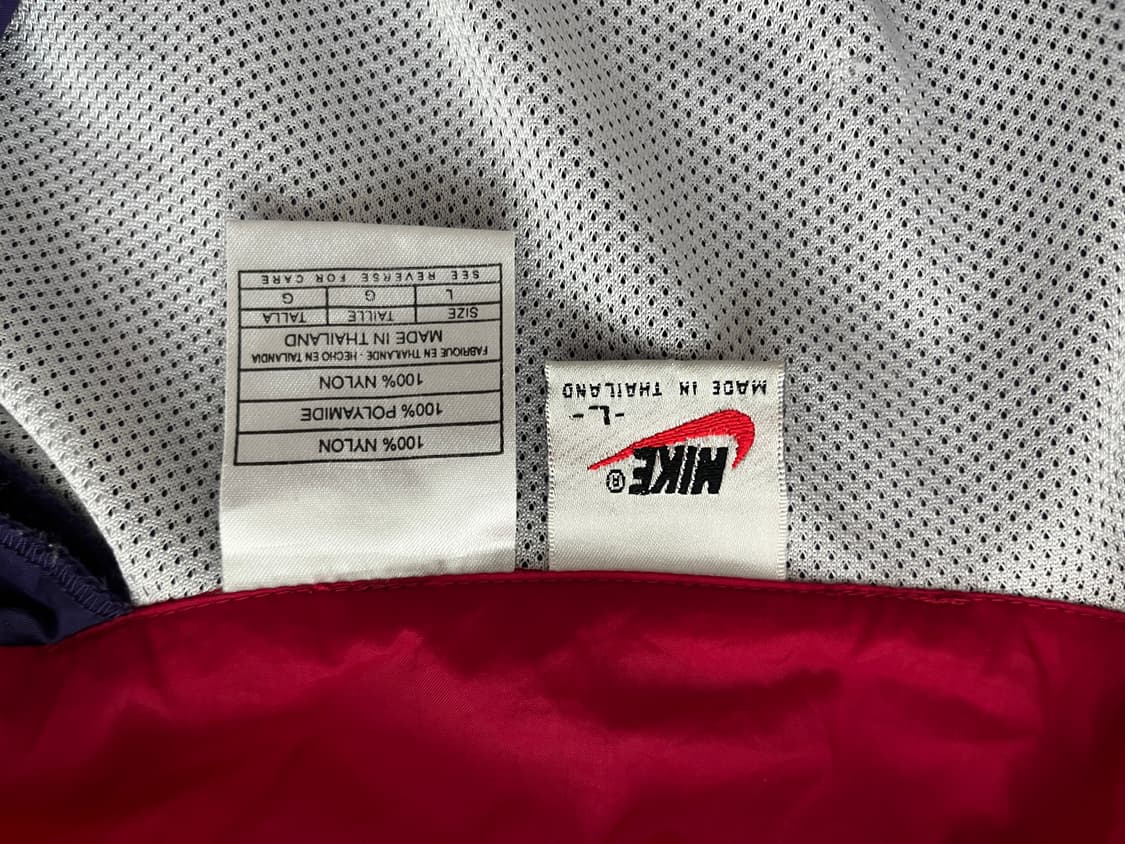 100% NYLON
100% POLYAMIDE
100% NYLON
FABRIQUE EN THAILANDE · HECHO EN TAILANDIA
MADE IN THAILAND
SIZE TAILLE TALLA
L G G
SEE REVERSE FOR CARE
NIKE®
-L-
MADE IN THAILAND